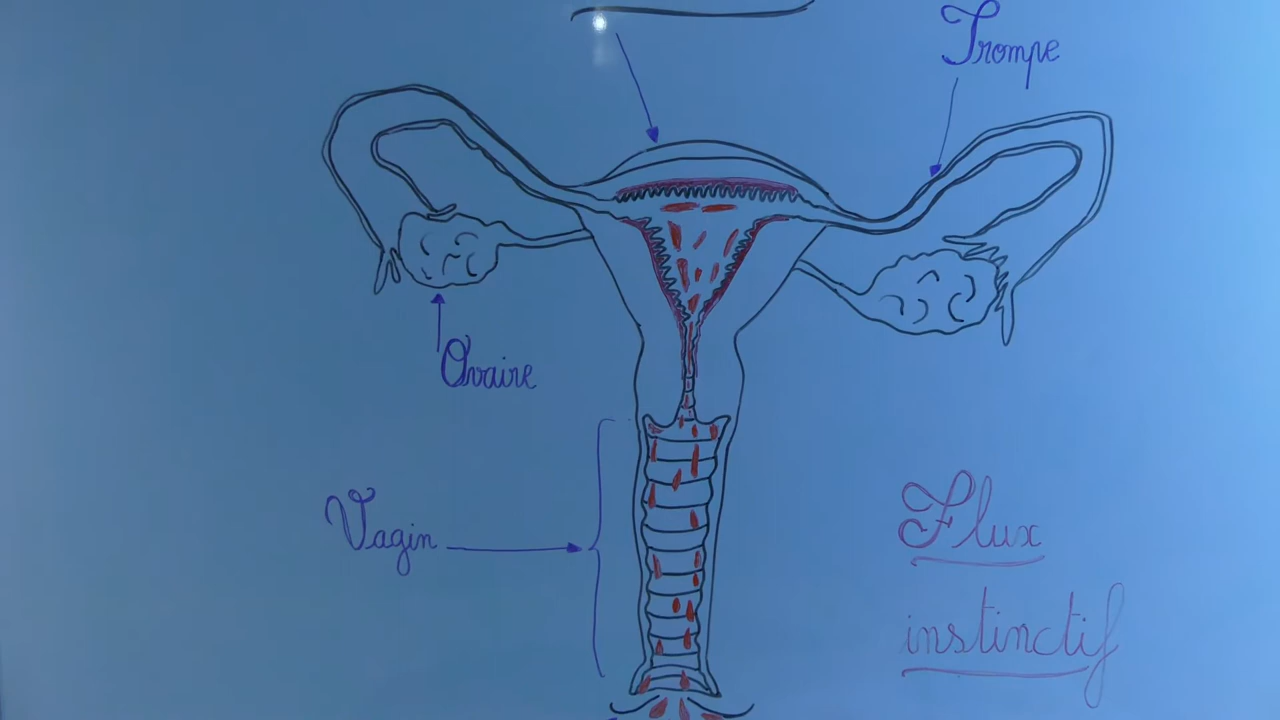 Trompe
Ovaire
Vagin
Flux
instinctif